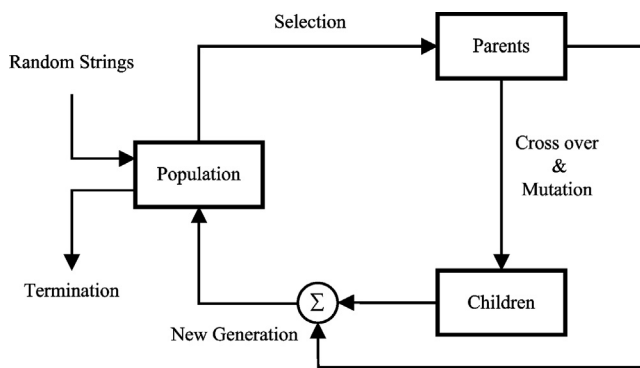 Selection
Parents
Random Strings
Cross over
&
Mutation
Population
Termination
Children
Σ
New Generation